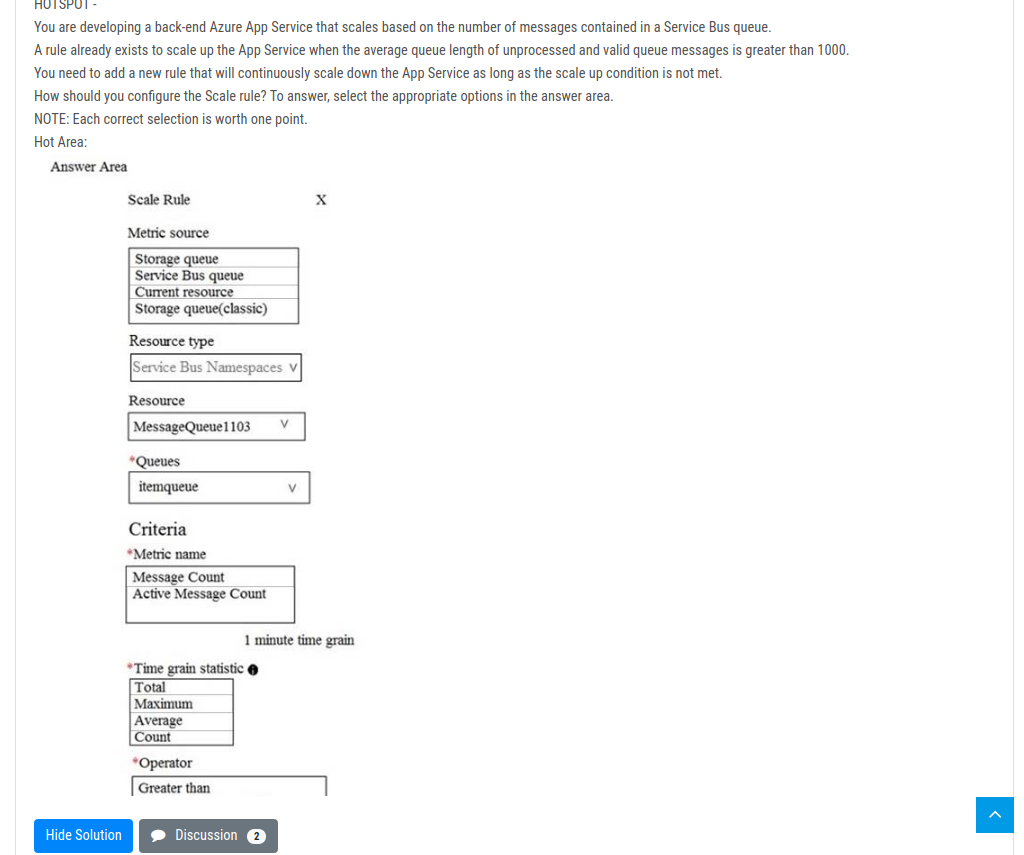 HOTSPOT -
You are developing a back-end Azure App Service that scales based on the number of messages contained in a Service Bus queue.
A rule already exists to scale up the App Service when the average queue length of unprocessed and valid queue messages is greater than 1000.
You need to add a new rule that will continuously scale down the App Service as long as the scale up condition is not met.
How should you configure the Scale rule? To answer, select the appropriate options in the answer area.
NOTE: Each correct selection is worth one point.
Hot Area:
Answer Area
Scale Rule X
Metric source
Storage queue
Service Bus queue
Current resource
Storage queue(classic)
Resource type
Service Bus Namespaces V
Resource
MessageQueue1103 V
*Queues
itemqueue V
Criteria
*Metric name
Message Count
Active Message Count
1 minute time grain
*Time grain statistic
Total
Maximum
Average
Count
*Operator
Greater than
Hide Solution Discussion 2